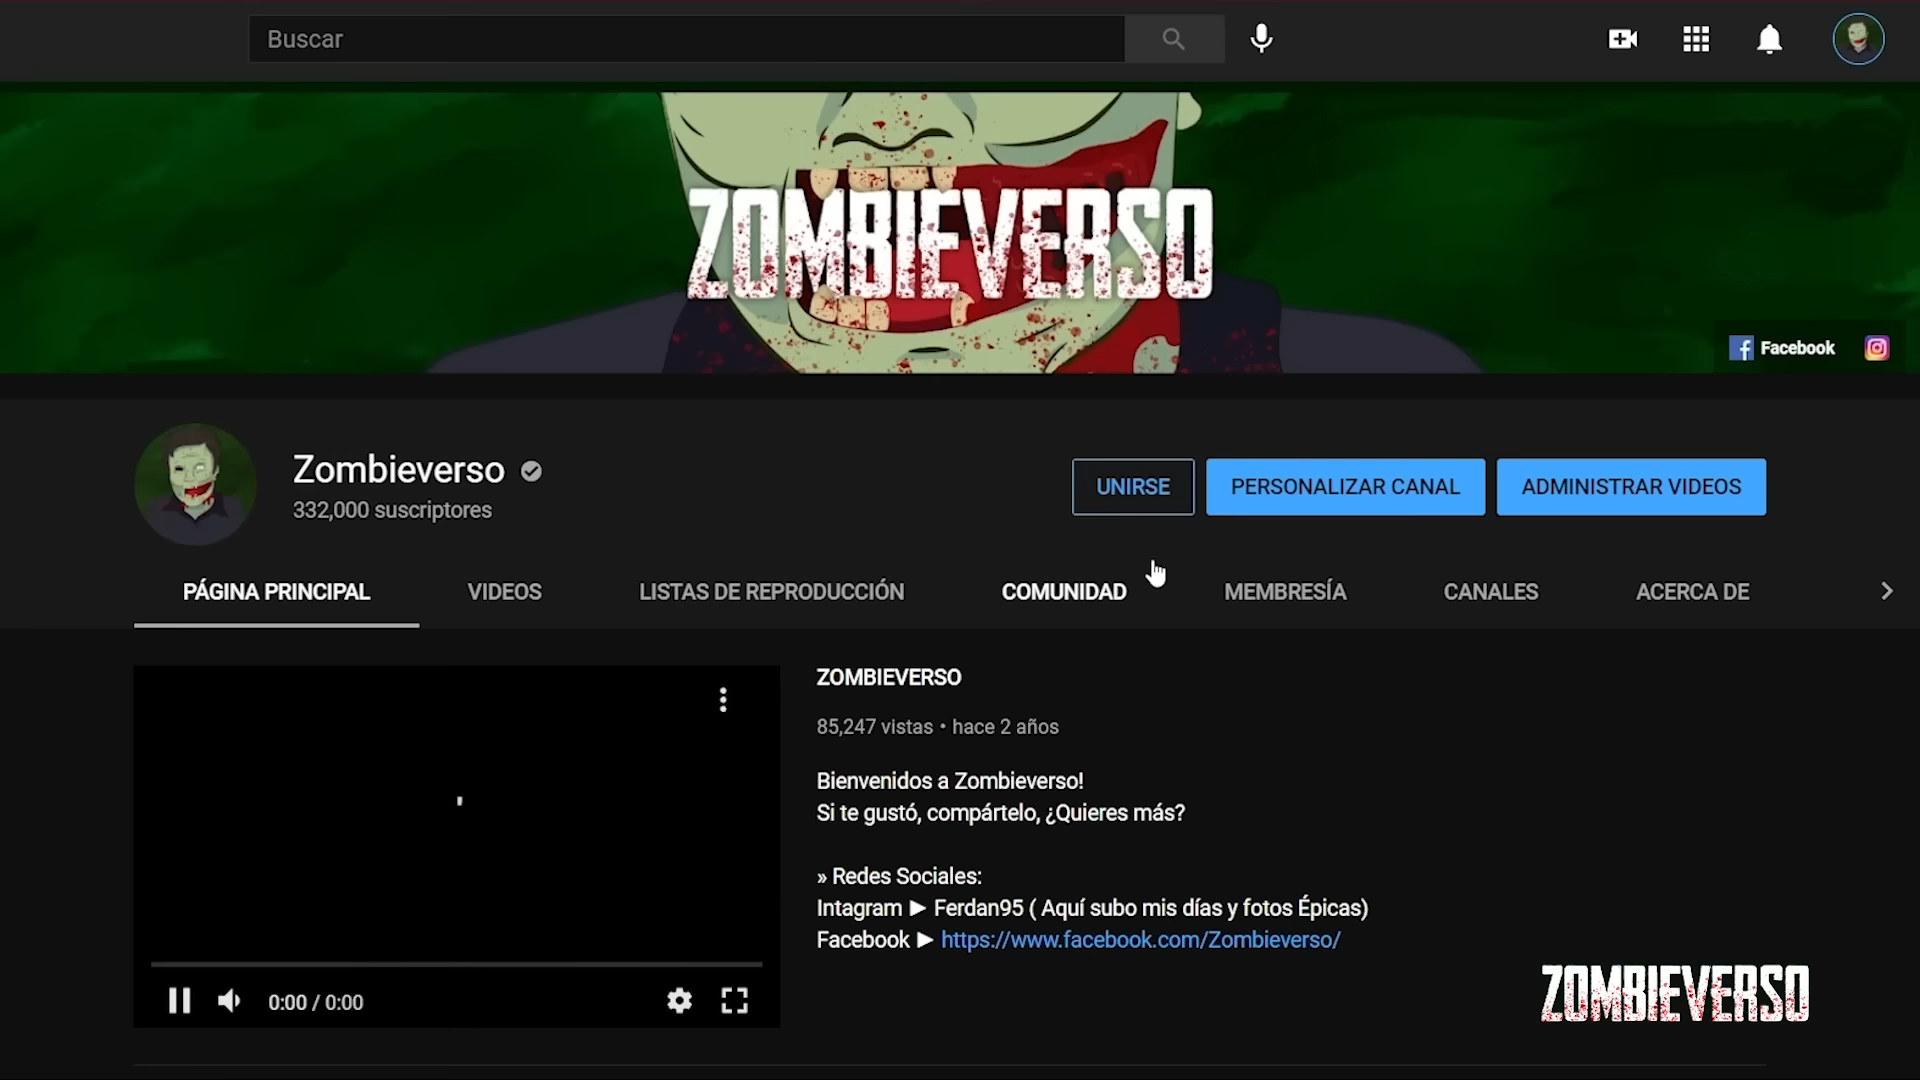 Buscar
ZOMBIEVERSO
Facebook
Zombieverso
332,000 suscriptores
UNIRSE
PERSONALIZAR CANAL
ADMINISTRAR VIDEOS
PÁGINA PRINCIPAL
VIDEOS
LISTAS DE REPRODUCCIÓN
COMUNIDAD
MEMBRESÍA
CANALES
ACERCA DE
ZOMBIEVERSO
85,247 vistas • hace 2 años
Bienvenidos a Zombieverso!
Si te gustó, compártelo, ¿Quieres más?
» Redes Sociales:
Intagram ► Ferdan95 ( Aquí subo mis días y fotos Épicas)
Facebook ► https://www.facebook.com/Zombieverso/
0:00 / 0:00
ZOMBIEVERSO